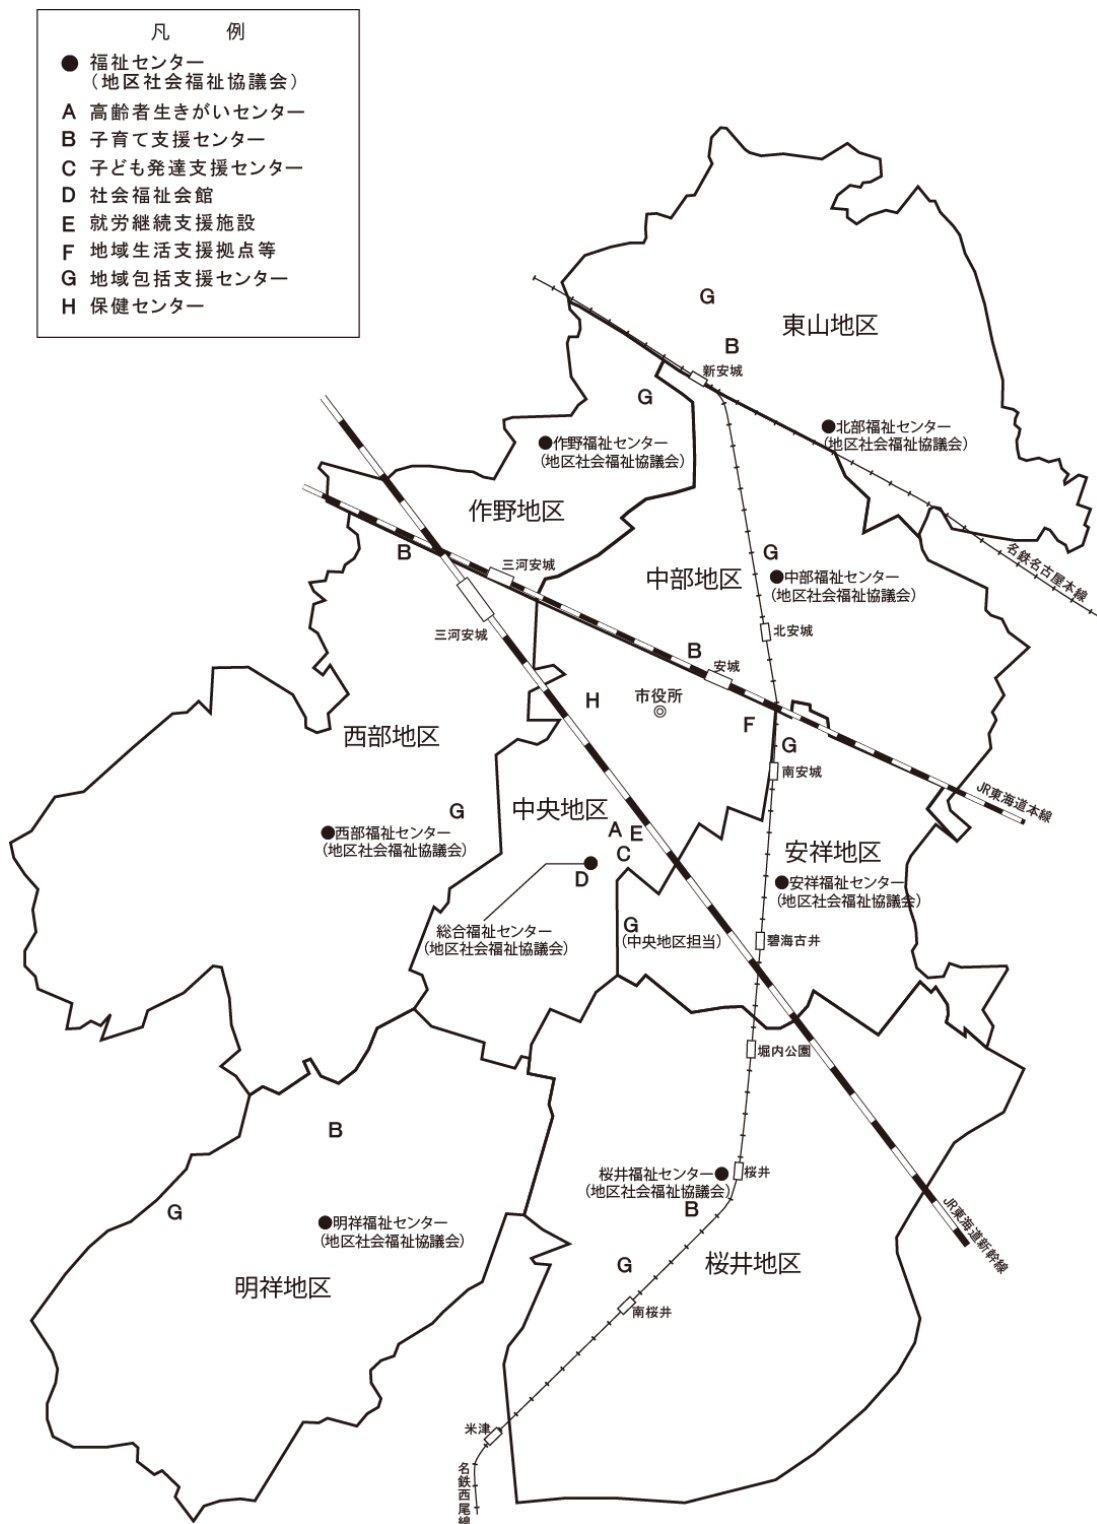 凡 例
● 福祉センター
（地区社会福祉協議会）
A 高齢者生きがいセンター
B 子育て支援センター
C 子ども発達支援センター
D 社会福祉会館
E 就労継続支援施設
F 地域生活支援拠点等
G 地域包括支援センター
H 保健センター
G
東山地区
B
新安城
G
●北部福祉センター
(地区社会福祉協議会)
●作野福祉センター
(地区社会福祉協議会)
作野地区
B
三河安城
三河安城
G
中部地区
●中部福祉センター
(地区社会福祉協議会)
名鉄名古屋本線
北安城
B
安城
市役所
◎
H
F
G
南安城
JR東海道本線
西部地区
G
●西部福祉センター
(地区社会福祉協議会)
中央地区
A E
C
D
総合福祉センター
(地区社会福祉協議会)
安祥地区
●安祥福祉センター
(地区社会福祉協議会)
G
(中央地区担当)
碧海古井
堀内公園
B
G
●明祥福祉センター
(地区社会福祉協議会)
明祥地区
桜井福祉センター●
(地区社会福祉協議会)
桜井
B
JR東海道新幹線
G
桜井地区
南桜井
米津
名鉄西尾線